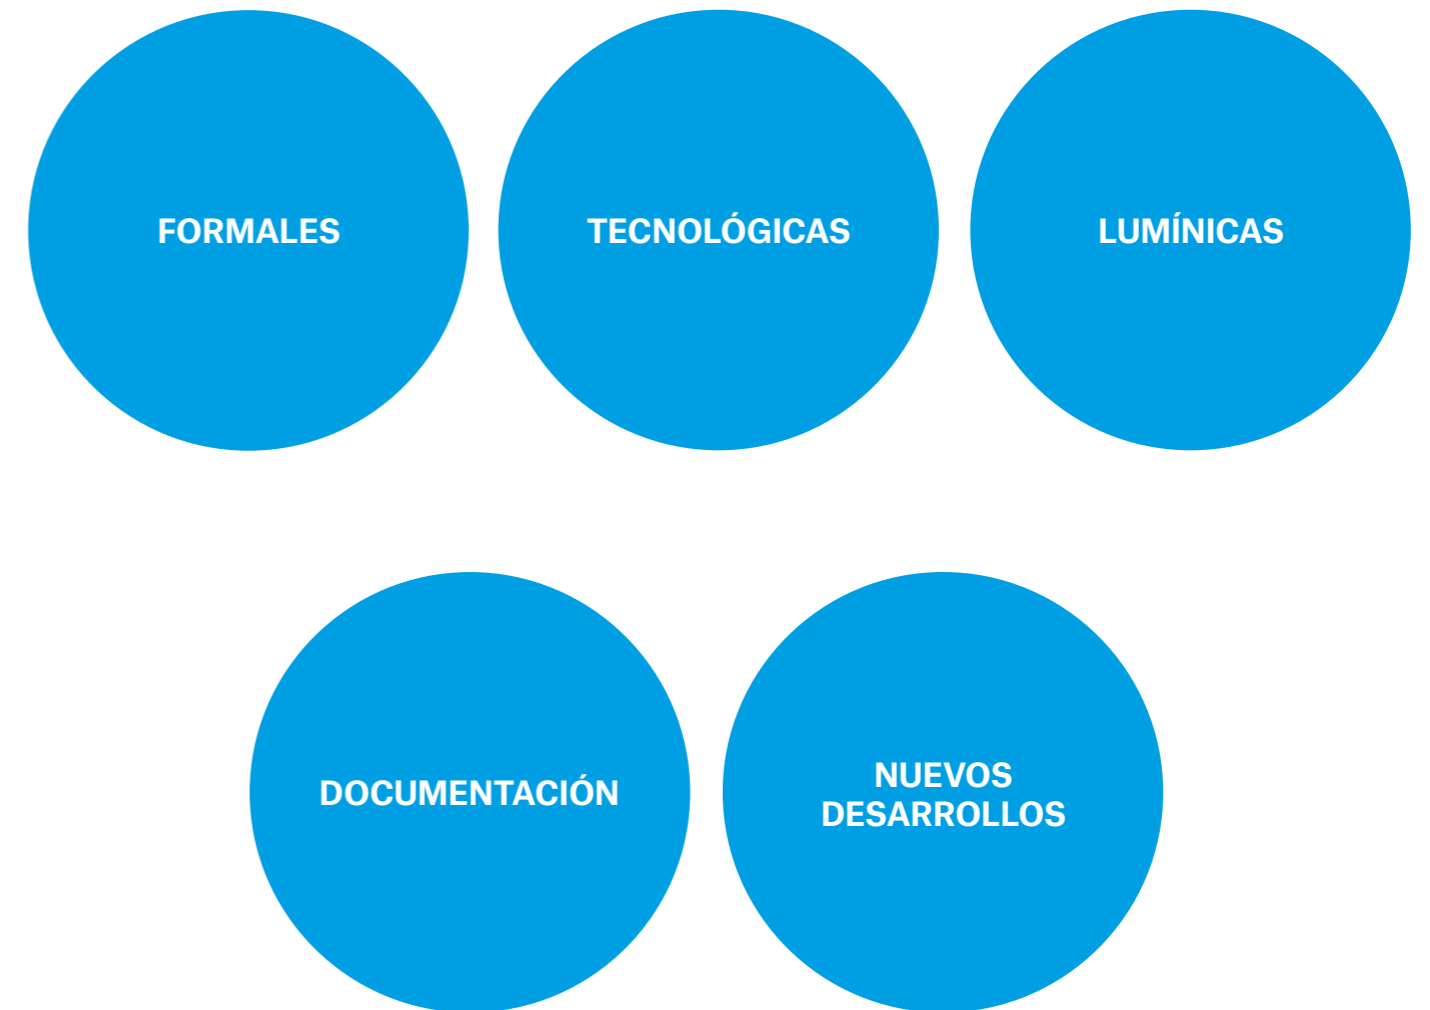 FORMALES
TECNOLÓGICAS
LUMÍNICAS
DOCUMENTACIÓN
NUEVOS
DESARROLLOS